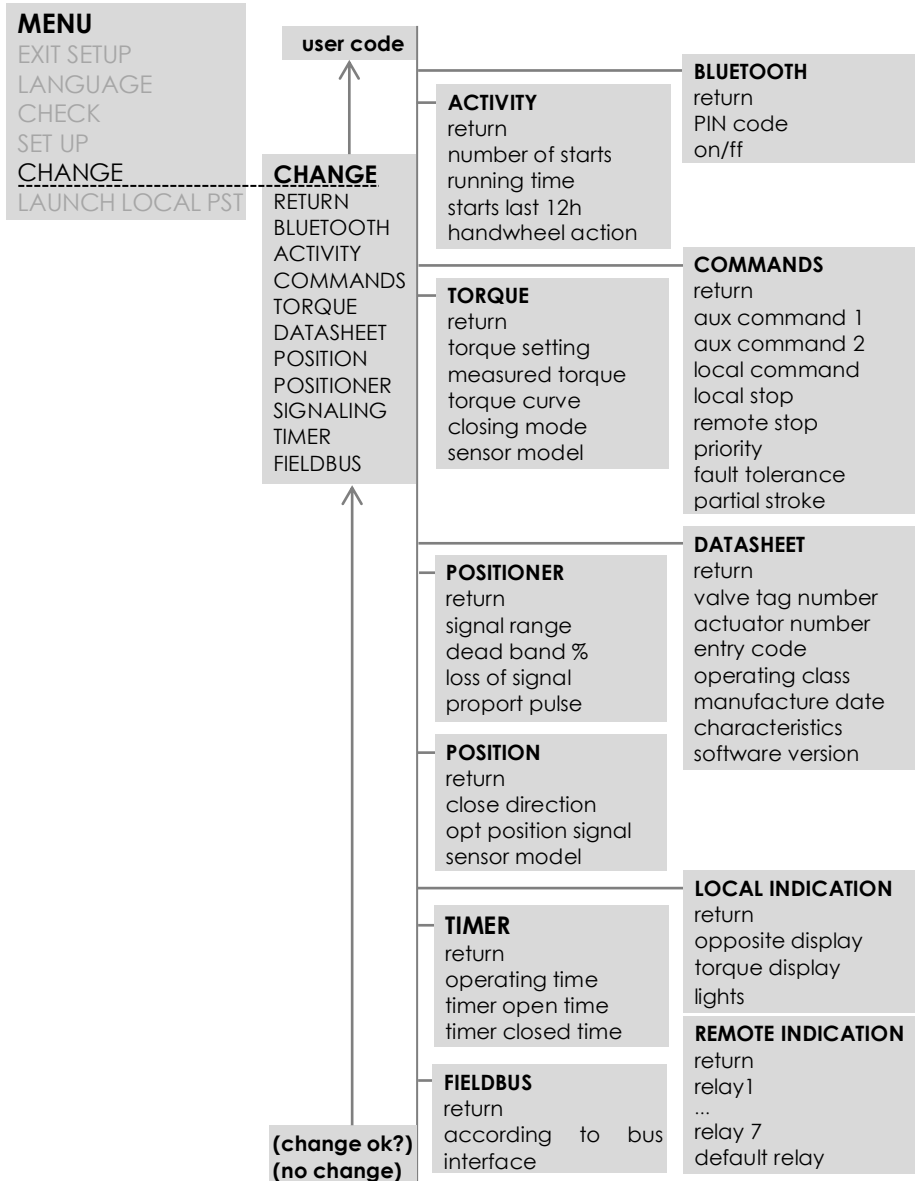 MENU
EXIT SETUP
LANGUAGE
CHECK
SET UP
CHANGE
LAUNCH LOCAL PST
user code
CHANGE
RETURN
BLUETOOTH
ACTIVITY
COMMANDS
TORQUE
DATASHEET
POSITION
POSITIONER
SIGNALING
TIMER
FIELDBUS
BLUETOOTH
return
PIN code
on/ff
ACTIVITY
return
number of starts
running time
starts last 12h
handwheel action
COMMANDS
return
aux command 1
aux command 2
local command
local stop
remote stop
priority
fault tolerance
partial stroke
TORQUE
return
torque setting
measured torque
torque curve
closing mode
sensor model
DATASHEET
return
valve tag number
actuator number
entry code
operating class
manufacture date
characteristics
software version
POSITIONER
return
signal range
dead band %
loss of signal
proport pulse
POSITION
return
close direction
opt position signal
sensor model
LOCAL INDICATION
return
opposite display
torque display
lights
TIMER
return
operating time
timer open time
timer closed time
REMOTE INDICATION
return
relay1
...
relay 7
default relay
FIELDBUS
return
according to bus
interface
(change ok?)
(no change)